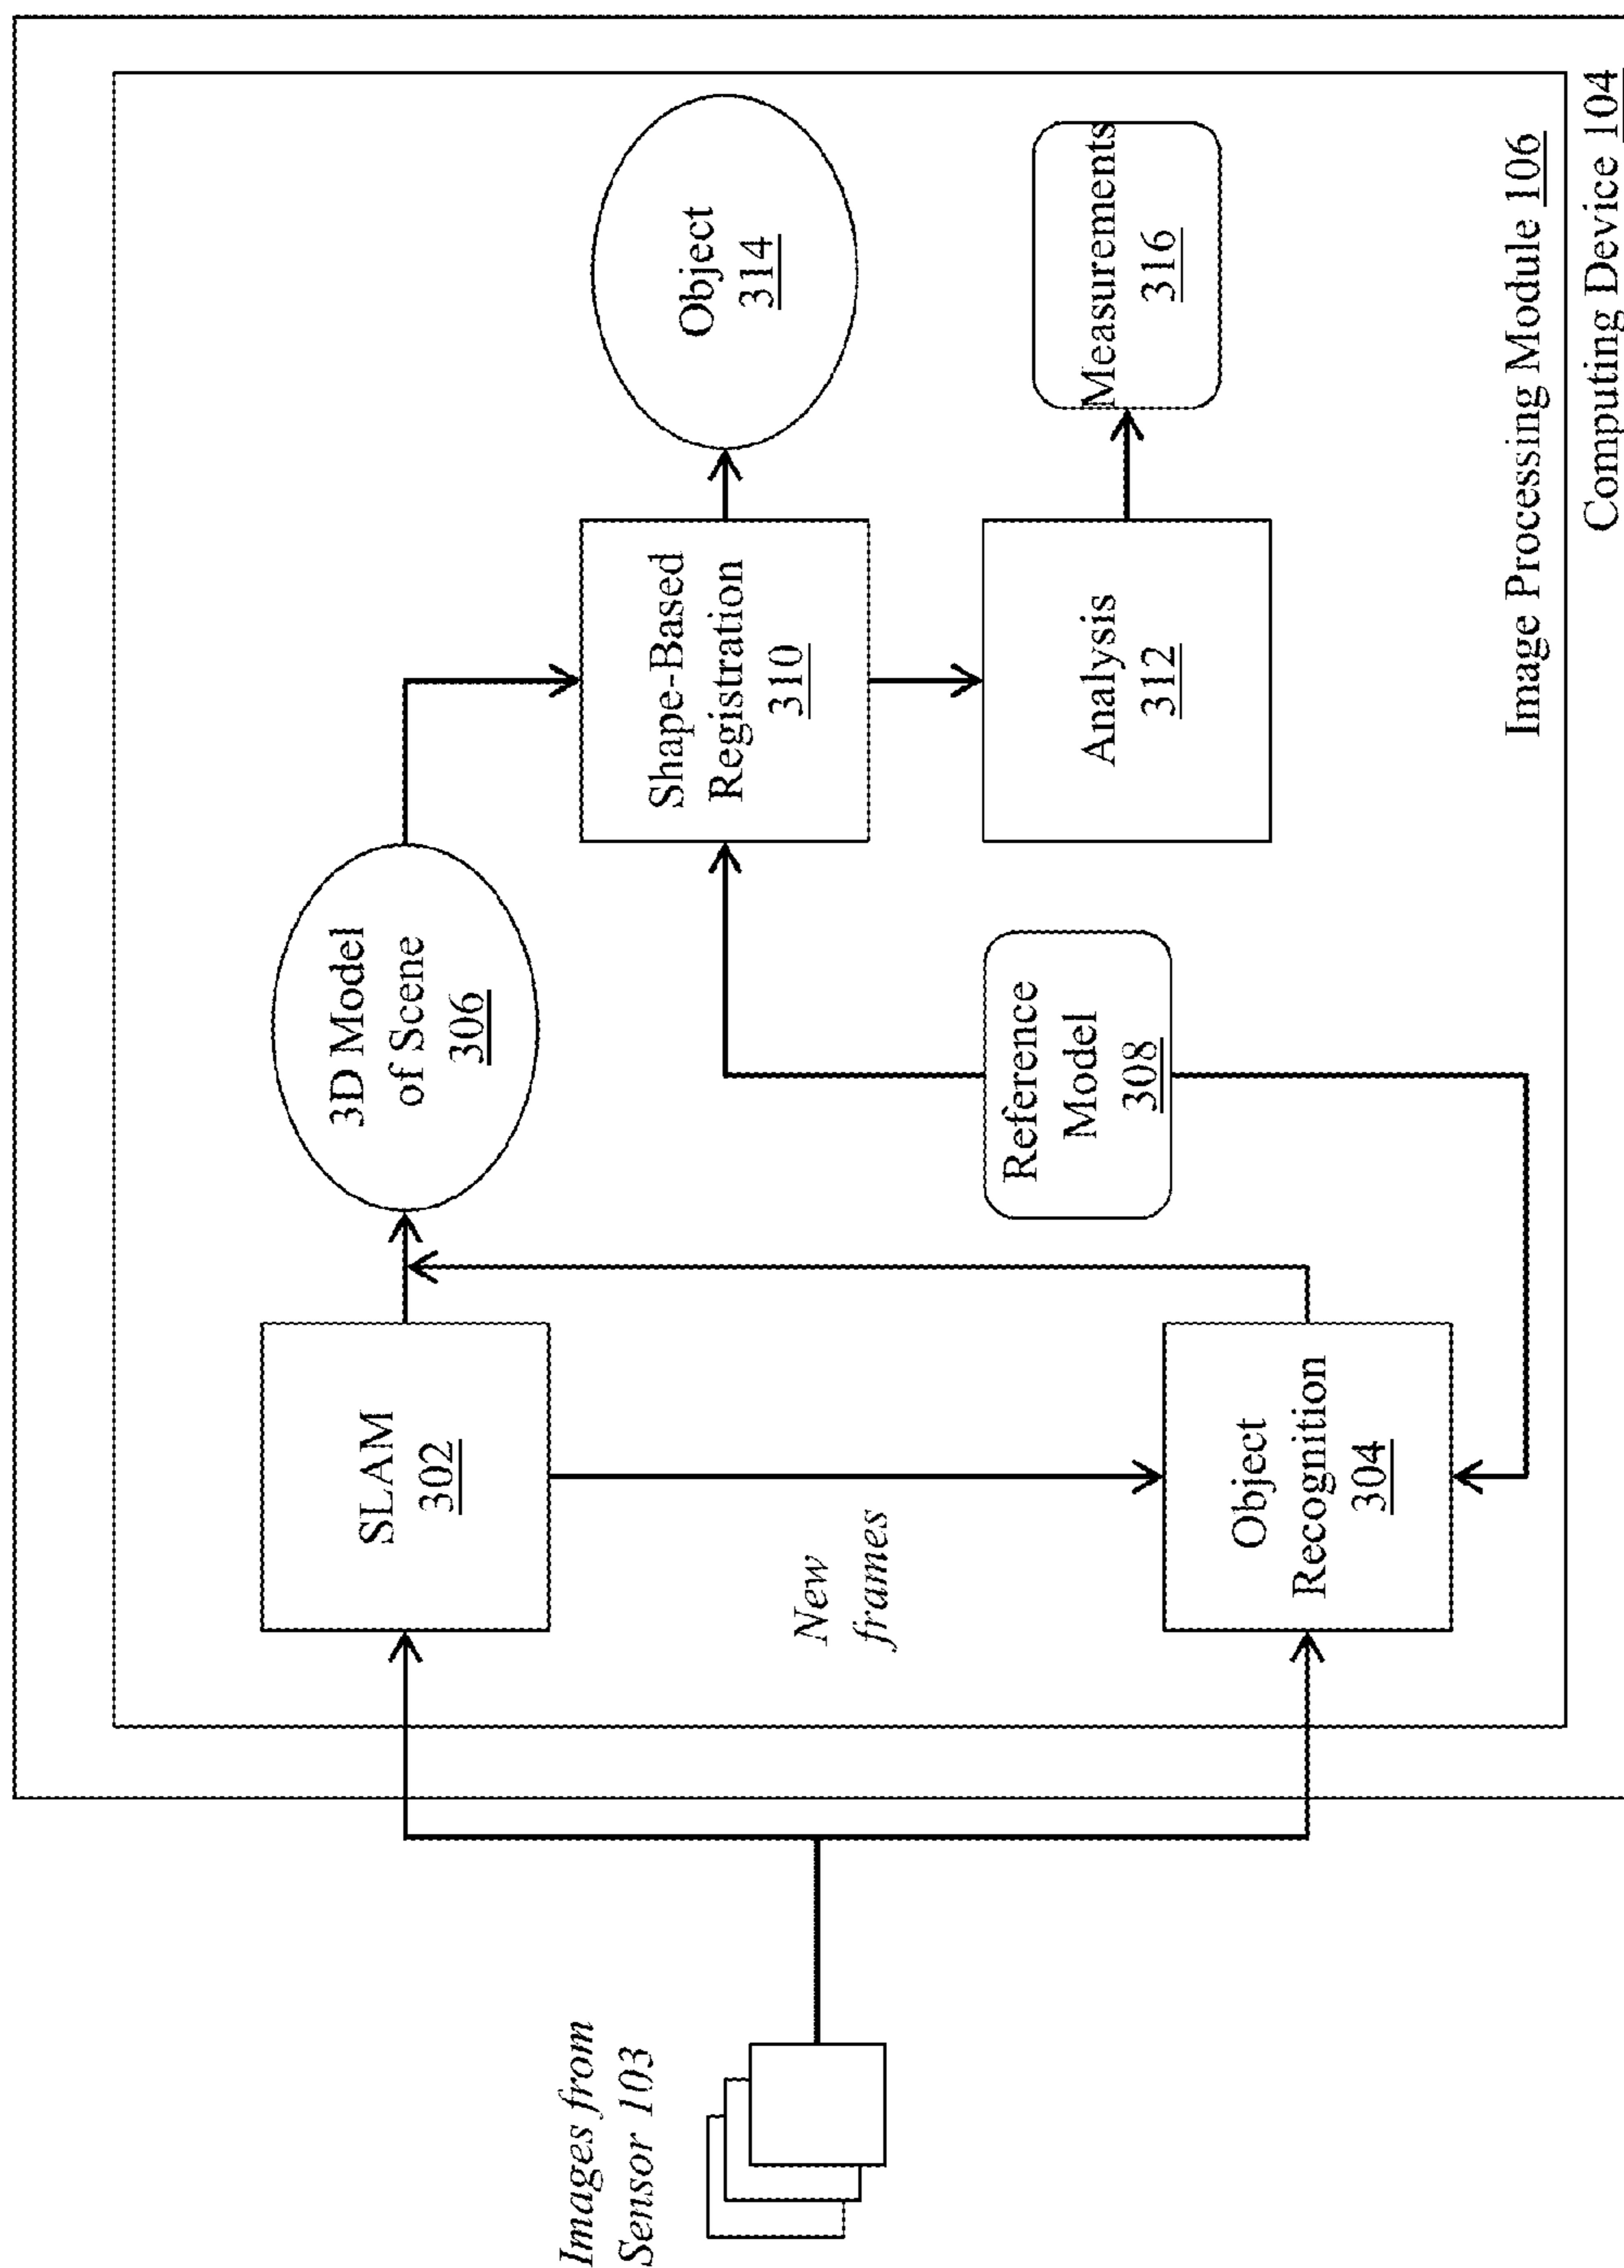 Images from
Sensor 103
SLAM
302
New
frames
Object
Recognition
304
3D Model
of Scene
306
Reference
Model
308
Shape-Based
Registration
310
Analysis
312
Object
314
Measurements
316
Image Processing Module 106
Computing Device 104